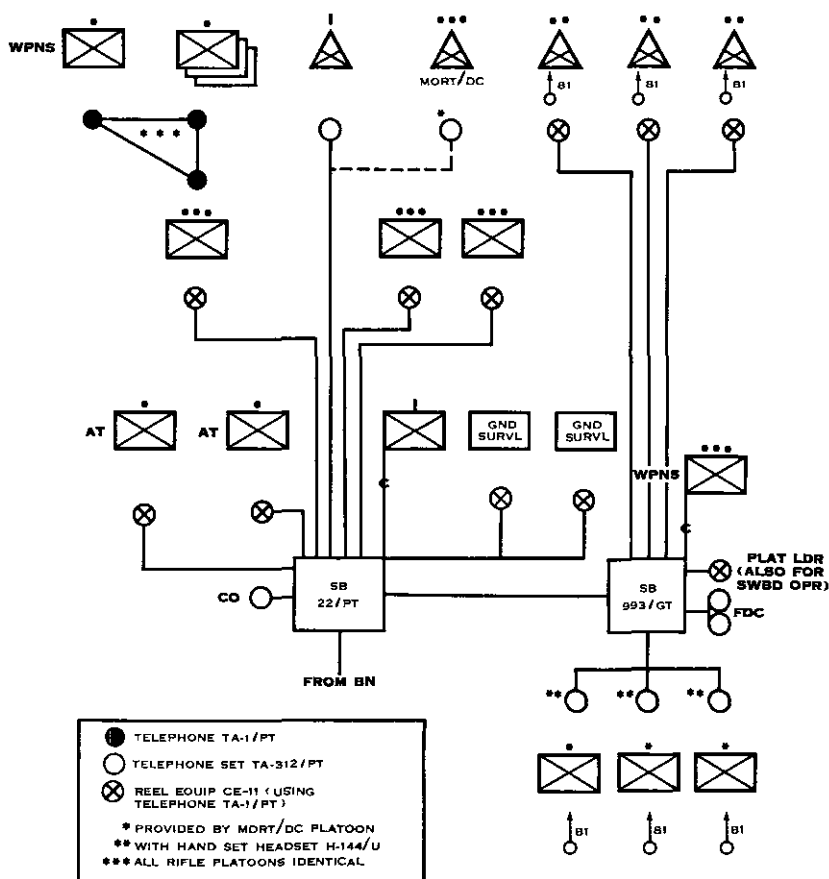 WPNS
MORT/DC
81
81
81
*
* * *
AT
AT
GND
SURVL
GND
SURVL
WPNS
C
C
SB
22/PT
SB
993/GT
PLAT LDR
(ALSO FOR
SWBD OPR)
CO
FDC
FROM BN
**
**
**
TELEPHONE TA-1/PT
TELEPHONE SET TA-312/PT
REEL EQUIP CE-11 (USING
TELEPHONE TA-1/PT)
* PROVIDED BY MORT/DC PLATOON
** WITH HAND SET HEADSET H-144/U
*** ALL RIFLE PLATOONS IDENTICAL
81
81
81